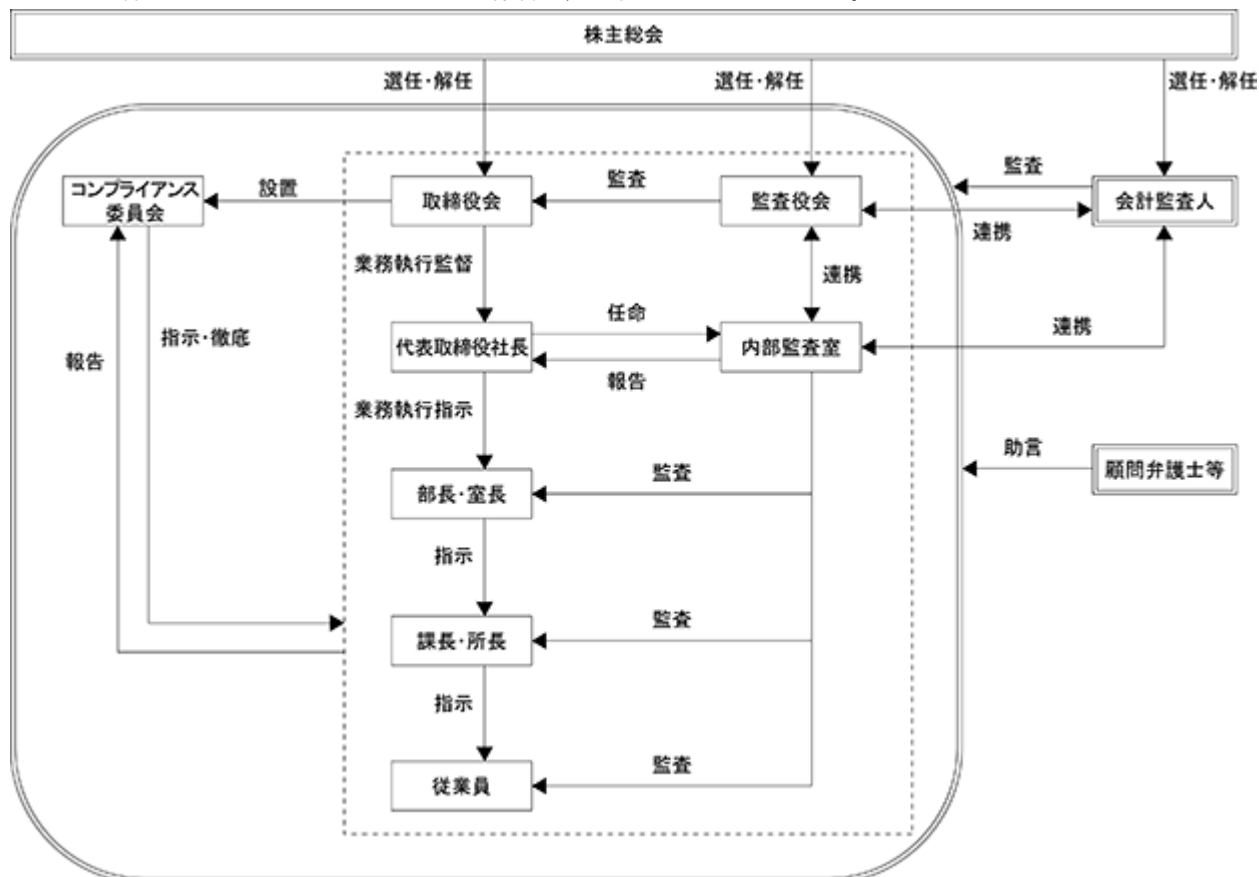 株主総会
選任・解任
選任・解任
選任・解任
コンプライアンス
委員会
設置
取締役会
監査
監査役会
監査
会計監査人
連携
業務執行監督
連携
指示・徹底
報告
代表取締役社長
任命
報告
内部監査室
連携
業務執行指示
助言
顧問弁護士等
部長・室長
監査
指示
課長・所長
監査
指示
従業員
監査